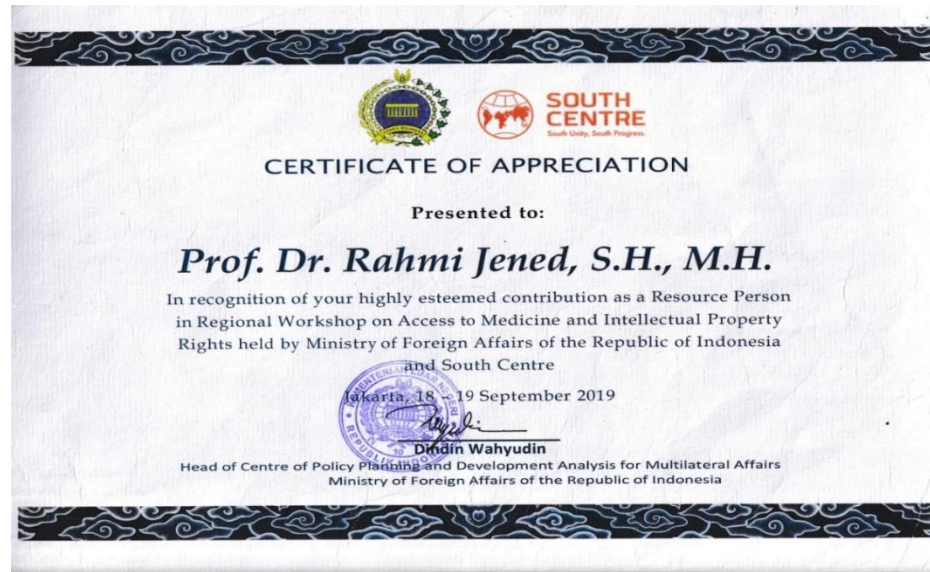 SOUTH
CENTRE
South Unity, South Progress.
CERTIFICATE OF APPRECIATION
Presented to:
Prof. Dr. Rahmi Jened, S.H., M.H.
In recognition of your highly esteemed contribution as a Resource Person
in Regional Workshop on Access to Medicine and Intellectual Property
Rights held by Ministry of Foreign Affairs of the Republic of Indonesia
and South Centre
Jakarta, 18 - 19 September 2019
Dindin Wahyudin
Head of Centre of Policy Planning and Development Analysis for Multilateral Affairs
Ministry of Foreign Affairs of the Republic of Indonesia